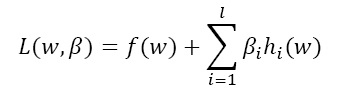 L(w,β) = f(w) + ∑_{i=1}^{l} β_i h_i(w)